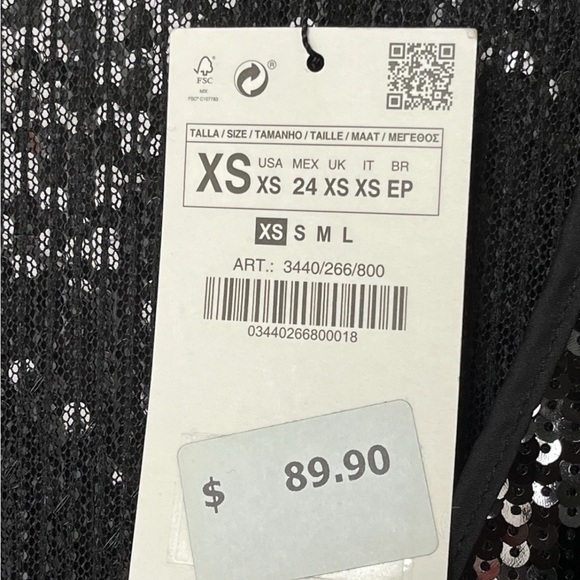 FSC
MIX
TALLA / SIZE / TAMANHO / TAILLE / MAAT / ΜΕΓΕΘΟΣ
XS USA MEX UK IT BR
XS 24 XS XS EP
XS S M L
ART.: 3440/266/800
03440266800018
$ 89.90